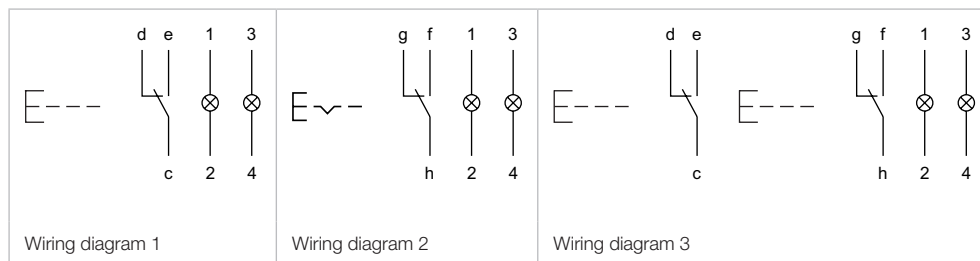 d e 1 3 g f 1 3 d e g f 1 3
c 2 4 h 2 4 c h 2 4
Wiring diagram 1 Wiring diagram 2 Wiring diagram 3